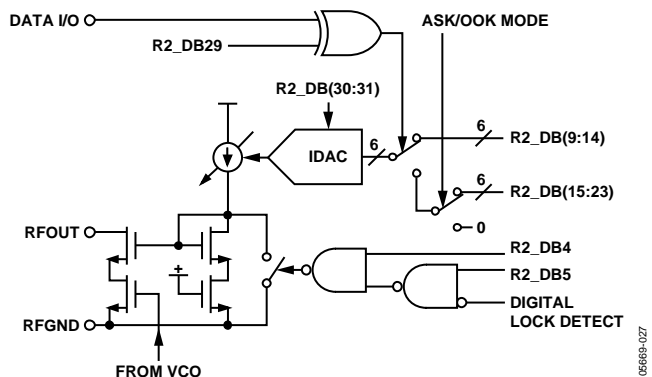 DATA I/O
ASK/OOK MODE
R2_DB29
R2_DB(30:31)
IDAC
6
6
R2_DB(9:14)
6
R2_DB(15:23)
0
RFOUT
+
R2_DB4
R2_DB5
DIGITAL
LOCK DETECT
RFGND
FROM VCO
05669-027